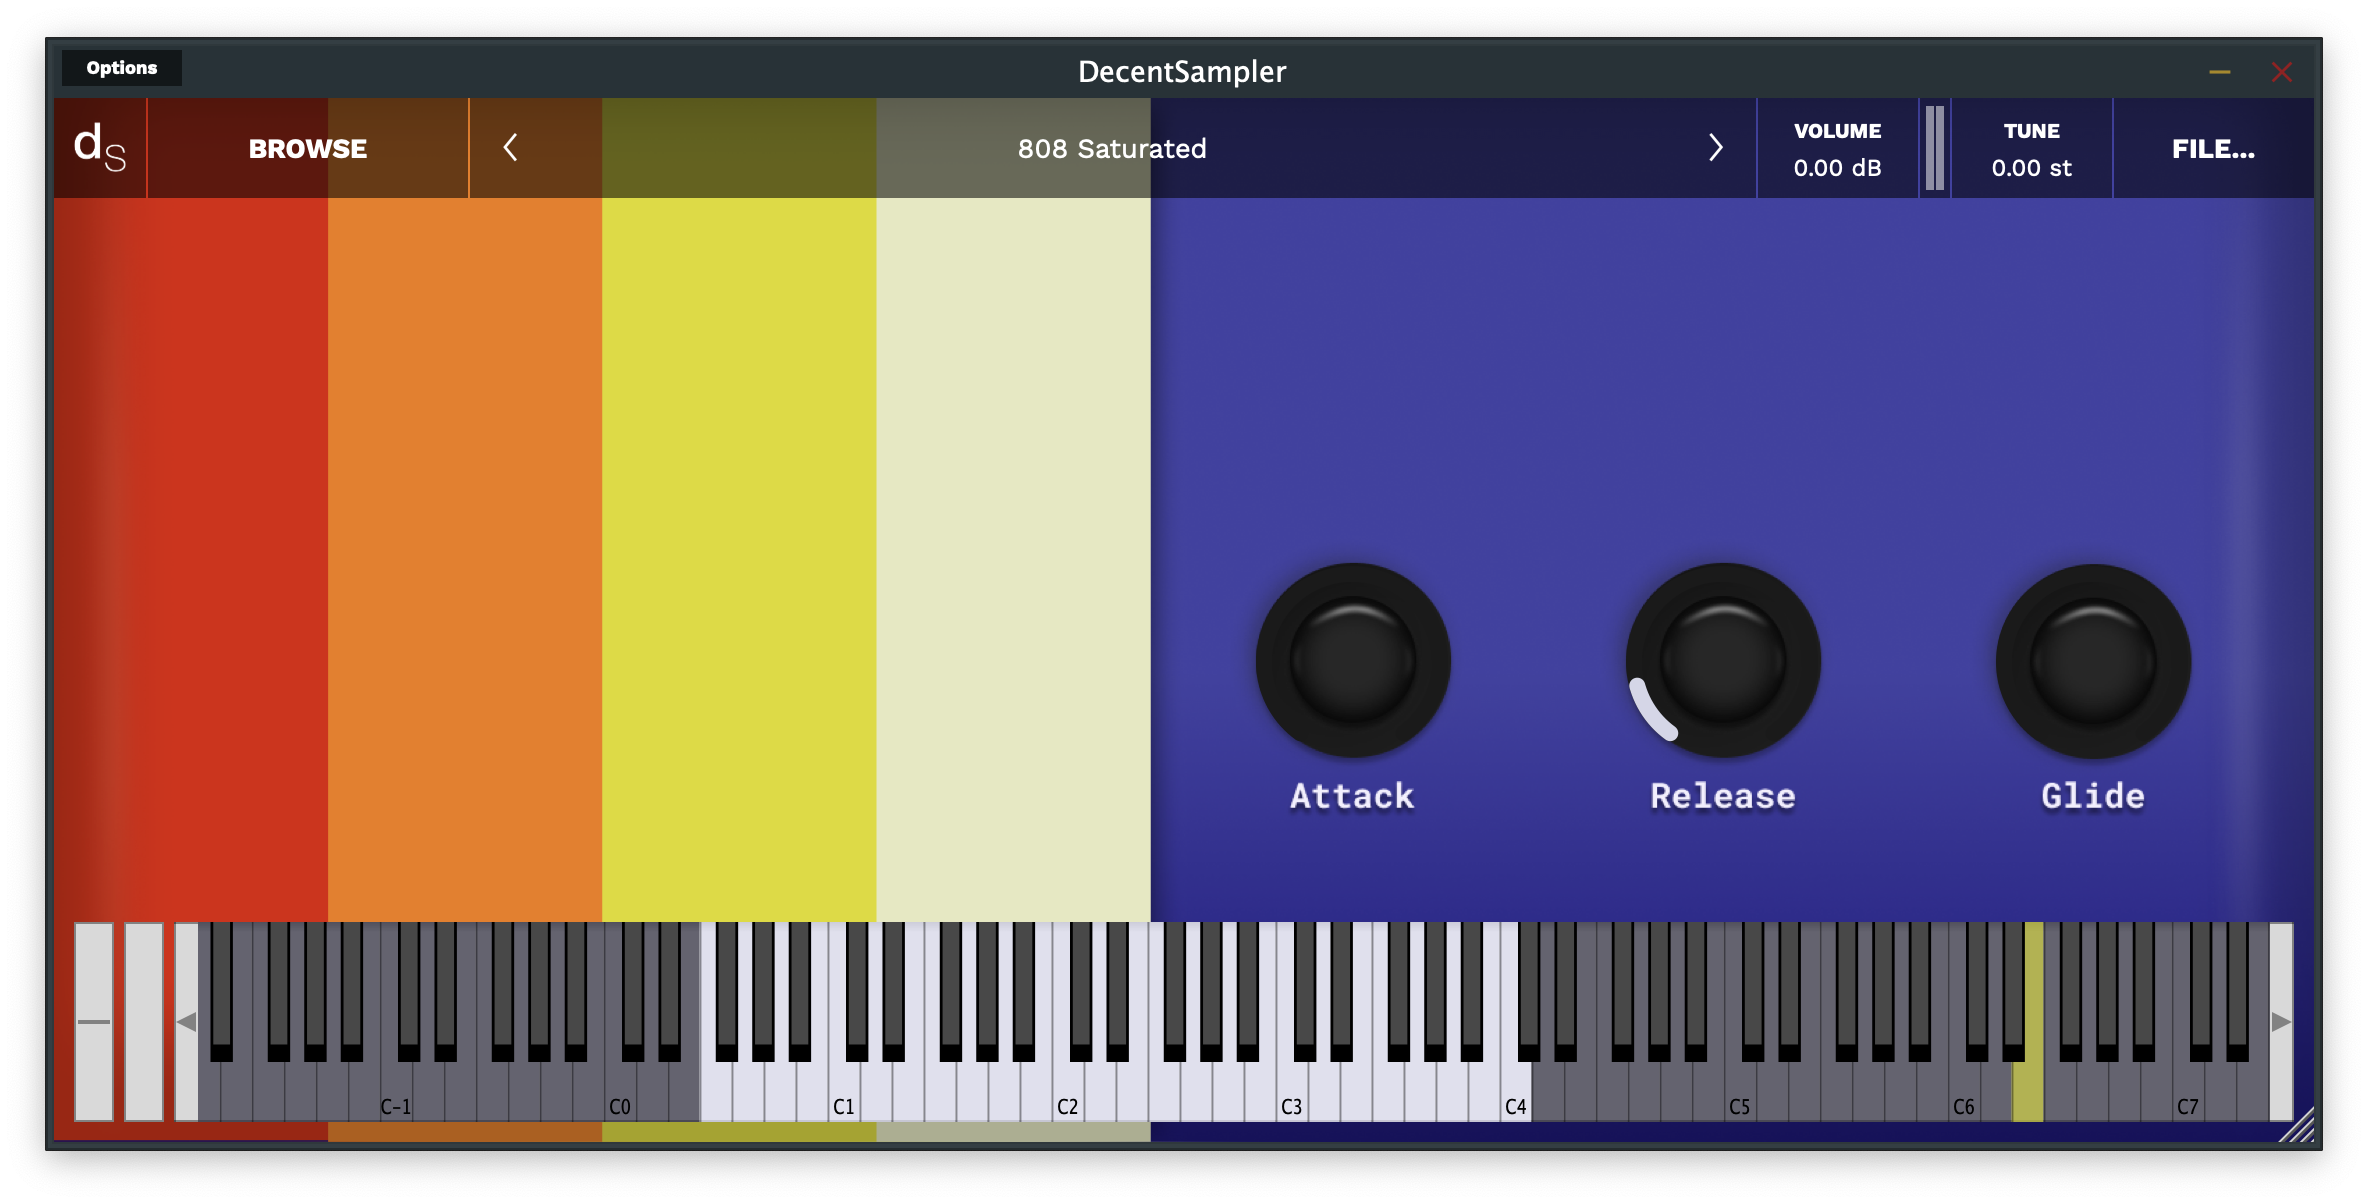 Options
DecentSampler
ds
BROWSE
808 Saturated
VOLUME
0.00 dB
TUNE
0.00 st
FILE...
Attack
Release
Glide
C-1
C0
C1
C2
C3
C4
C5
C6
C7